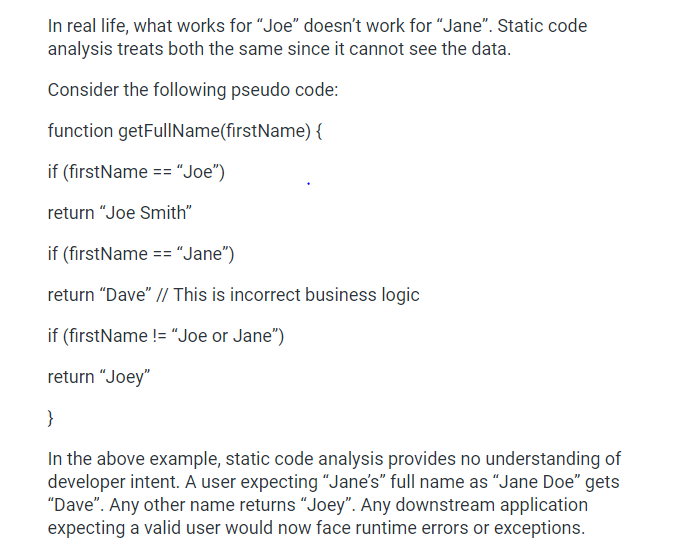 In real life, what works for “Joe” doesn’t work for “Jane”. Static code
analysis treats both the same since it cannot see the data.
Consider the following pseudo code:
function getFullName(firstName) {
if (firstName == “Joe”)
return “Joe Smith”
if (firstName == “Jane”)
return “Dave” // This is incorrect business logic
if (firstName != “Joe or Jane”)
return “Joey”
}
In the above example, static code analysis provides no understanding of
developer intent. A user expecting “Jane’s” full name as “Jane Doe” gets
“Dave”. Any other name returns “Joey”. Any downstream application
expecting a valid user would now face runtime errors or exceptions.